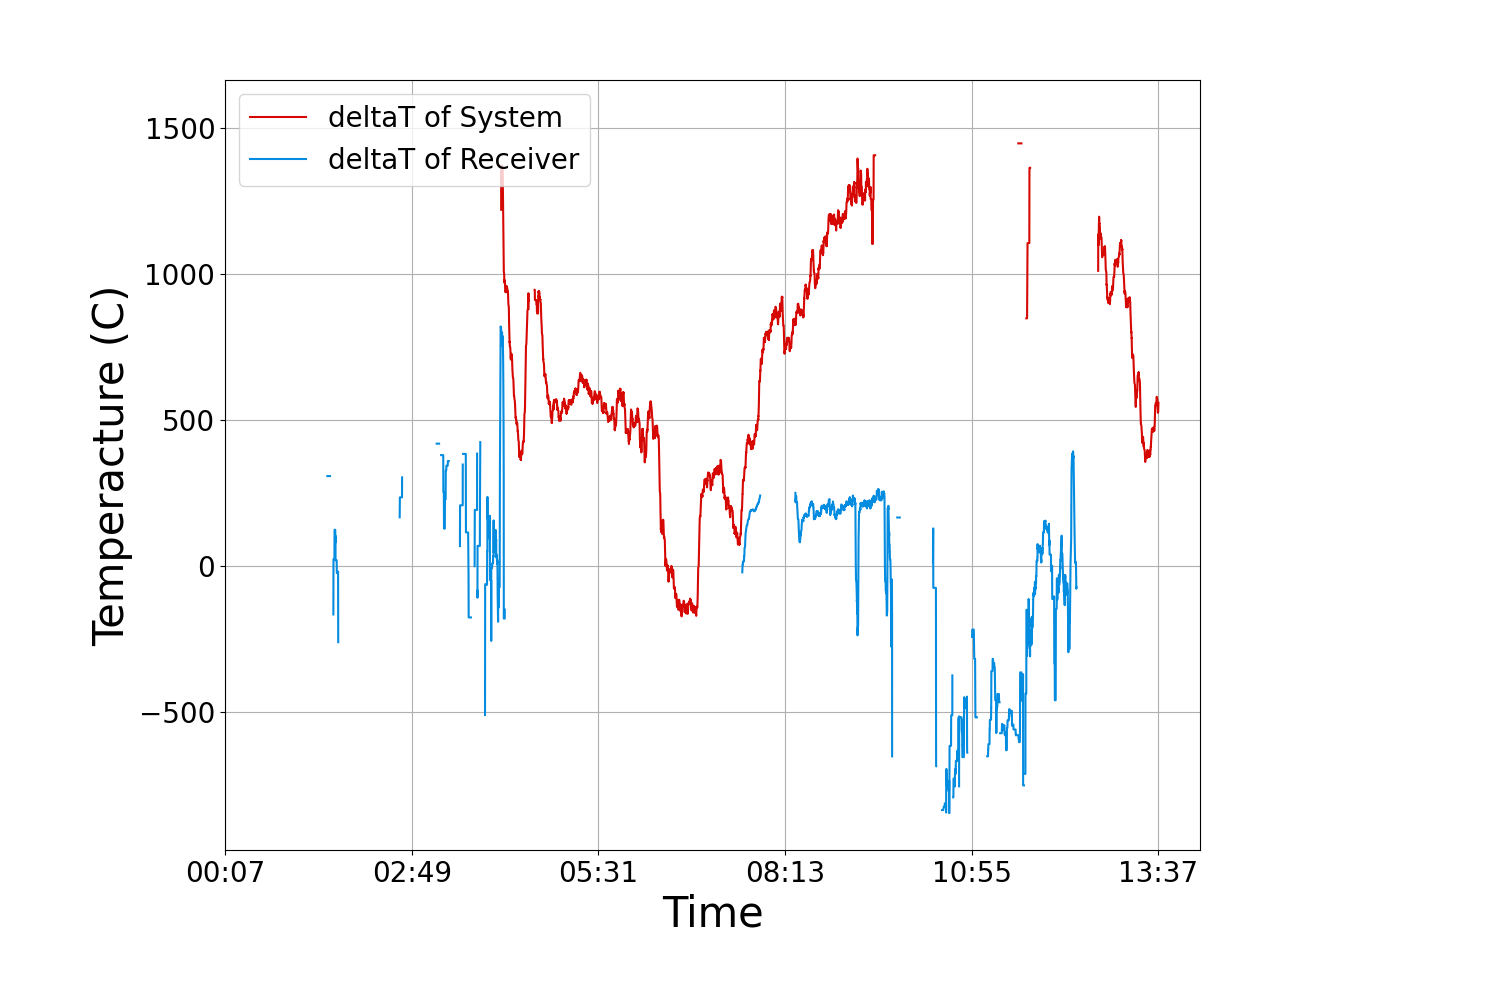 deltaT of System
deltaT of Receiver
Temperacture (C)
1500
1000
500
0
−500
00:07 02:49 05:31 08:13 10:55 13:37
Time